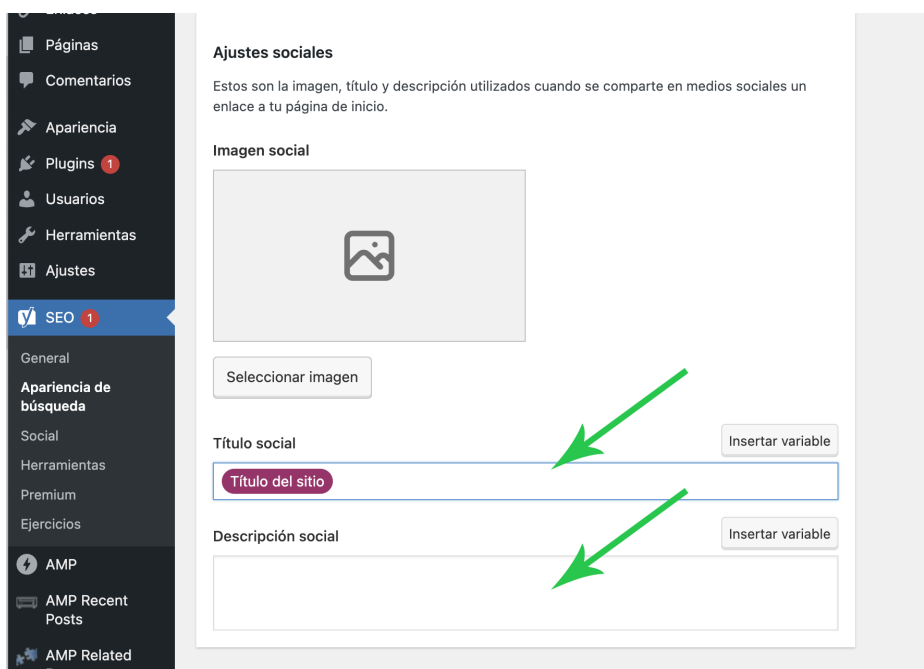 Páginas
Comentarios
Apariencia
Plugins 1
Usuarios
Herramientas
Ajustes
SEO 1
General
Apariencia de
búsqueda
Social
Herramientas
Premium
Ejercicios
AMP
AMP Recent
Posts
AMP Related
Ajustes sociales
Estos son la imagen, título y descripción utilizados cuando se comparte en medios sociales un
enlace a tu página de inicio.
Imagen social
Seleccionar imagen
Título social
Insertar variable
Título del sitio
Descripción social
Insertar variable